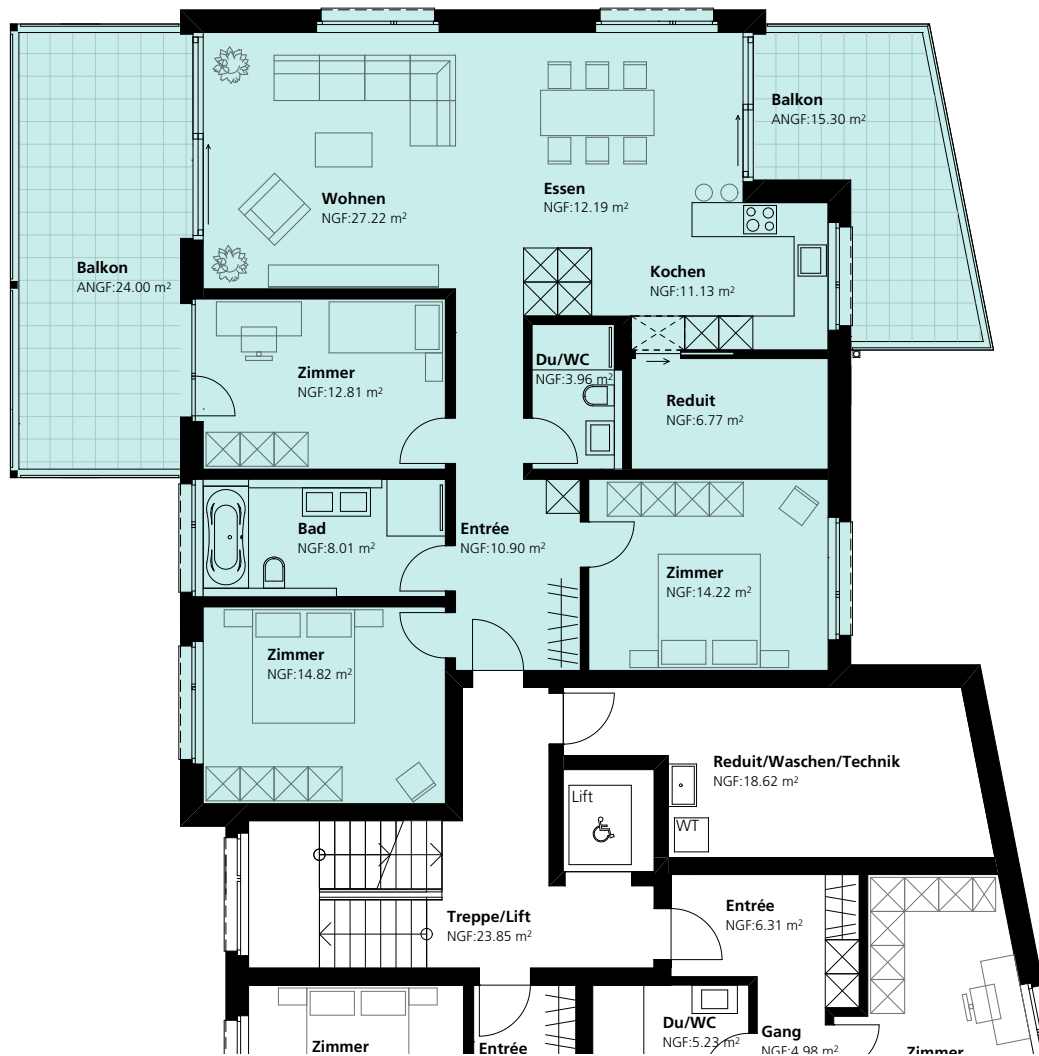 Balkon
ANGF:15.30 m²
Wohnen
NGF:27.22 m²
Essen
NGF:12.19 m²
Balkon
ANGF:24.00 m²
Kochen
NGF:11.13 m²
Zimmer
NGF:12.81 m²
Du/WC
NGF:3.96 m²
Reduit
NGF:6.77 m²
Bad
NGF:8.01 m²
Entrée
NGF:10.90 m²
Zimmer
NGF:14.22 m²
Zimmer
NGF:14.82 m²
Reduit/Waschen/Technik
NGF:18.62 m²
Lift
WT
Treppe/Lift
NGF:23.85 m²
Entrée
NGF:6.31 m²
Du/WC
NGF:5.23 m²
Gang
NGF:4.98 m²
Zimmer
Entrée
Zimmer